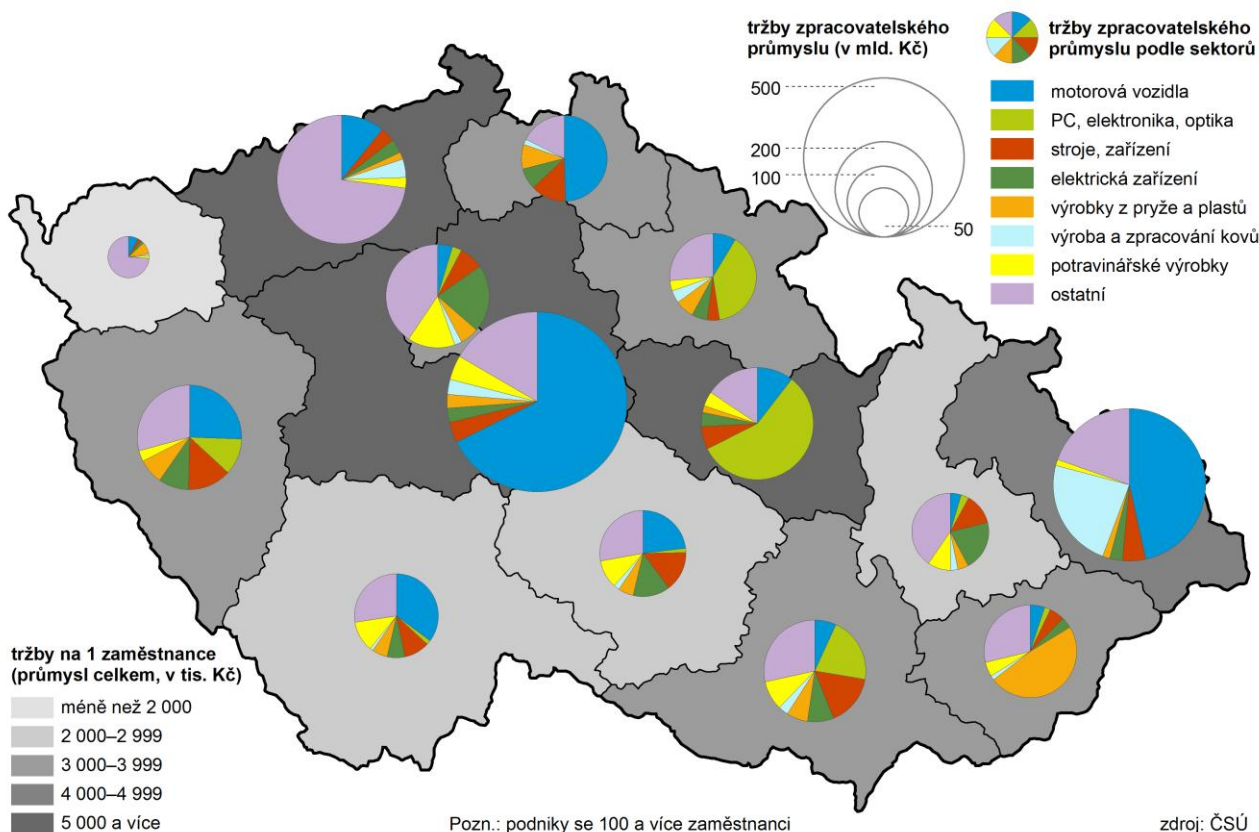 tržby zpracovatelského
průmyslu (v mld. Kč)
500
200
100
50
tržby zpracovatelského
průmyslu podle sektorů
motorová vozidla
PC, elektronika, optika
stroje, zařízení
elektrická zařízení
výrobky z pryže a plastů
výroba a zpracování kovů
potravinářské výrobky
ostatní
tržby na 1 zaměstnance
(průmysl celkem, v tis. Kč)
méně než 2 000
2 000–2 999
3 000–3 999
4 000–4 999
5 000 a více
Pozn.: podniky se 100 a více zaměstnanci
zdroj: ČSÚ